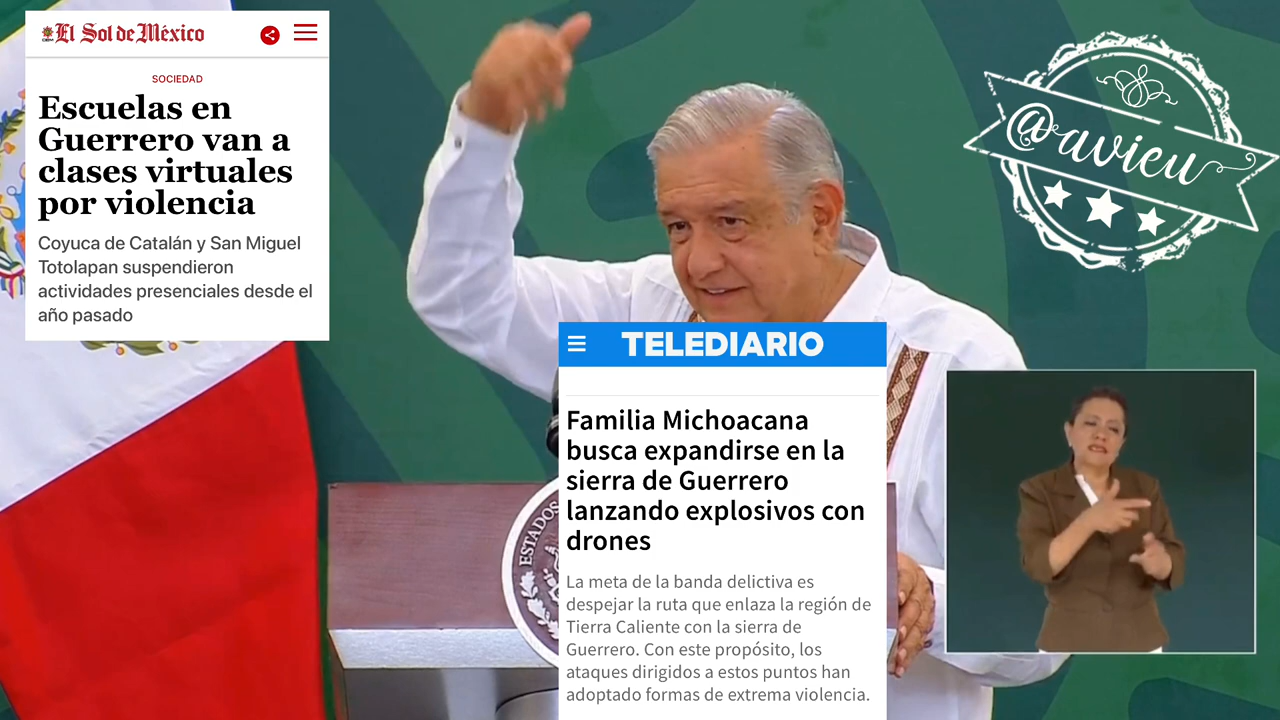 El Sol de México
SOCIEDAD
Escuelas en
Guerrero van a
clases virtuales
por violencia
Coyuca de Catalán y San Miguel
Totolapan suspendieron
actividades presenciales desde el
año pasado
@avieu
TELEDIARIO
Familia Michoacana
busca expandirse en la
sierra de Guerrero
lanzando explosivos con
drones
La meta de la banda delictiva es
despejar la ruta que enlaza la región de
Tierra Caliente con la sierra de
Guerrero. Con este propósito, los
ataques dirigidos a estos puntos han
adoptado formas de extrema violencia.
ESTADOS